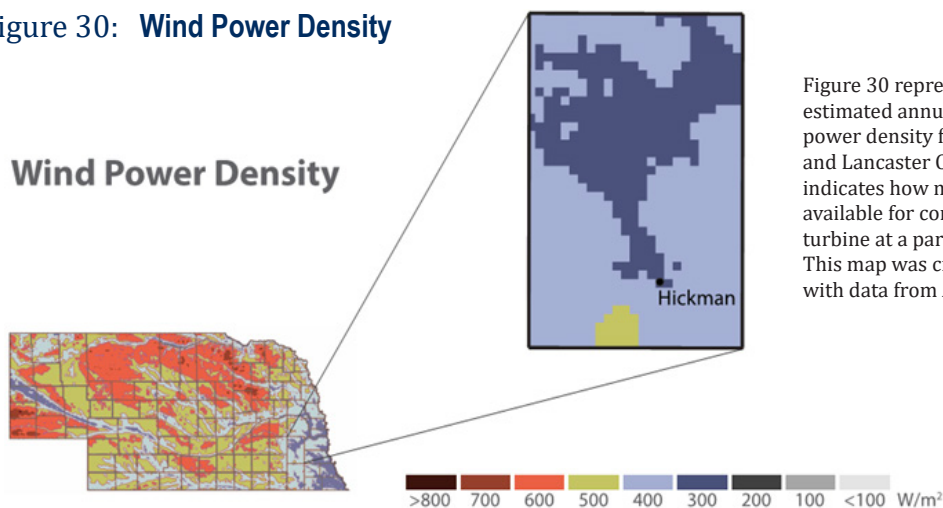 igure 30: Wind Power Density
Wind Power Density
Hickman
Figure 30 repre
estimated annu
power density f
and Lancaster
indicates how
available for
turbine at a
This map was
with data from
>800 700 600 500 400 300 200 100 <100 W/m²